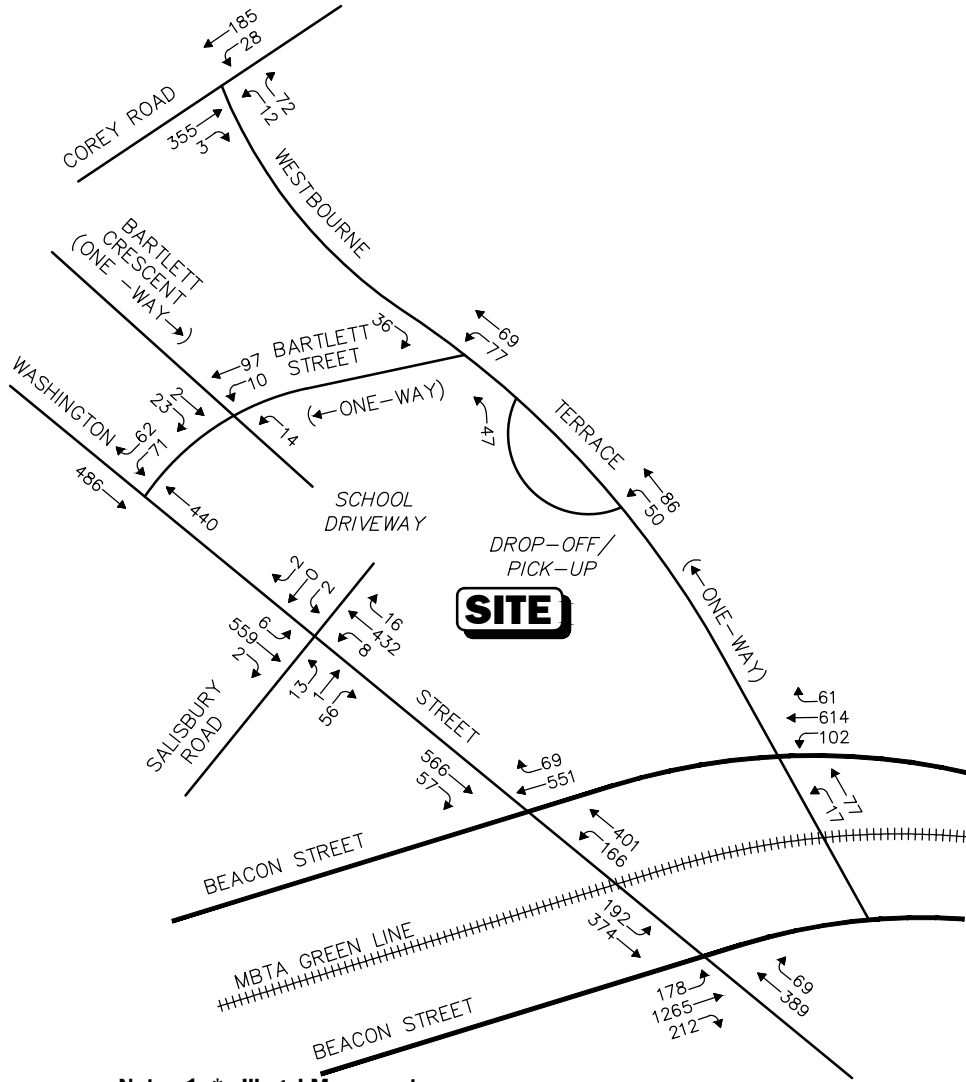 185
28
COREY ROAD
72
12
355
3
WESTBOURNE
BARTLETT
CRESCENT
(ONE -WAY→)
36
69
77
97
10
BARTLETT
STREET
(←ONE-WAY)
WASHINGTON
2
23
14
62
71
47
TERRACE
486
440
86
50
SCHOOL
DRIVEWAY
DROP-OFF/
PICK-UP
SITE
(←ONE-WAY)
2
0
2
16
432
8
6
559
2
13
1
56
SALISBURY
ROAD
STREET
61
614
102
566
57
69
551
77
17
401
166
BEACON STREET
192
374
MBTA GREEN LINE
178
1265
212
69
389
BEACON STREET